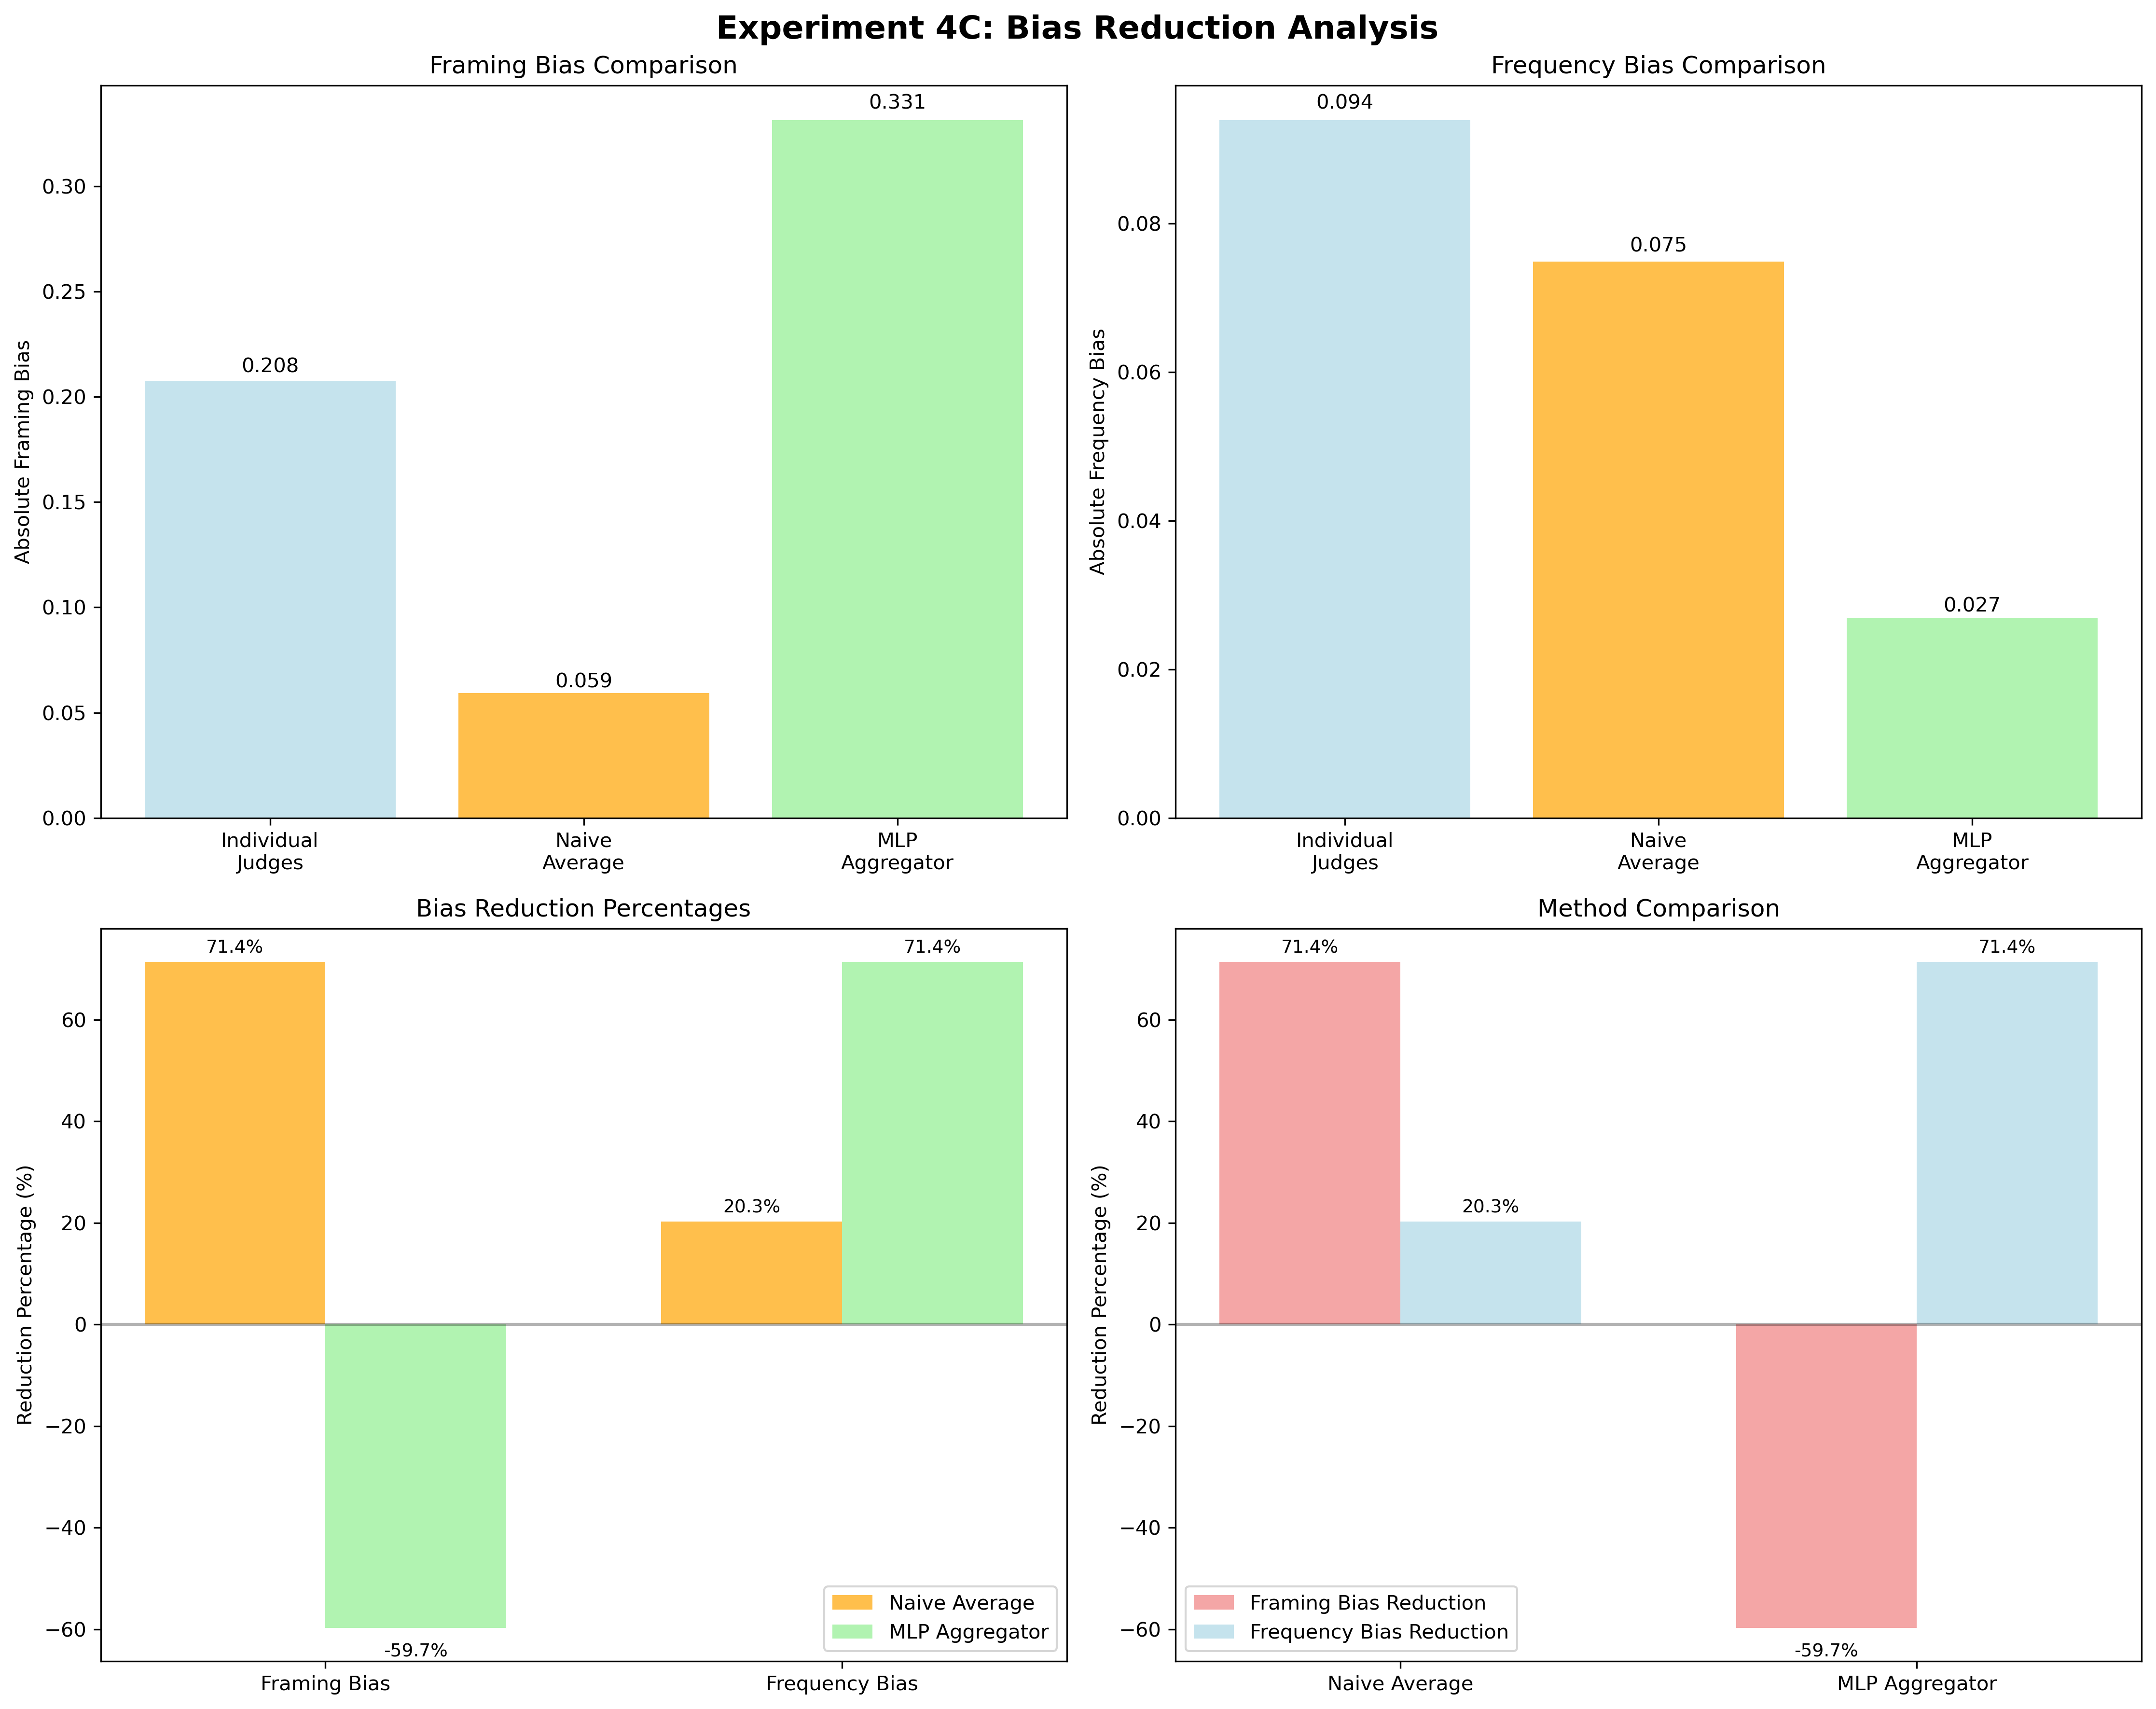 Experiment 4C: Bias Reduction Analysis
Framing Bias Comparison
Absolute Framing Bias
0.30
0.25
0.20
0.15
0.10
0.05
0.00
0.208
0.059
0.331
Individual
Judges
Naive
Average
MLP
Aggregator
Frequency Bias Comparison
Absolute Frequency Bias
0.08
0.06
0.04
0.02
0.00
0.094
0.075
0.027
Individual
Judges
Naive
Average
MLP
Aggregator
Bias Reduction Percentages
Reduction Percentage (%)
60
40
20
0
−20
−40
−60
71.4%
-59.7%
20.3%
71.4%
Naive Average
MLP Aggregator
Framing Bias
Frequency Bias
Method Comparison
Reduction Percentage (%)
60
40
20
0
−20
−40
−60
71.4%
20.3%
-59.7%
71.4%
Framing Bias Reduction
Frequency Bias Reduction
Naive Average
MLP Aggregator